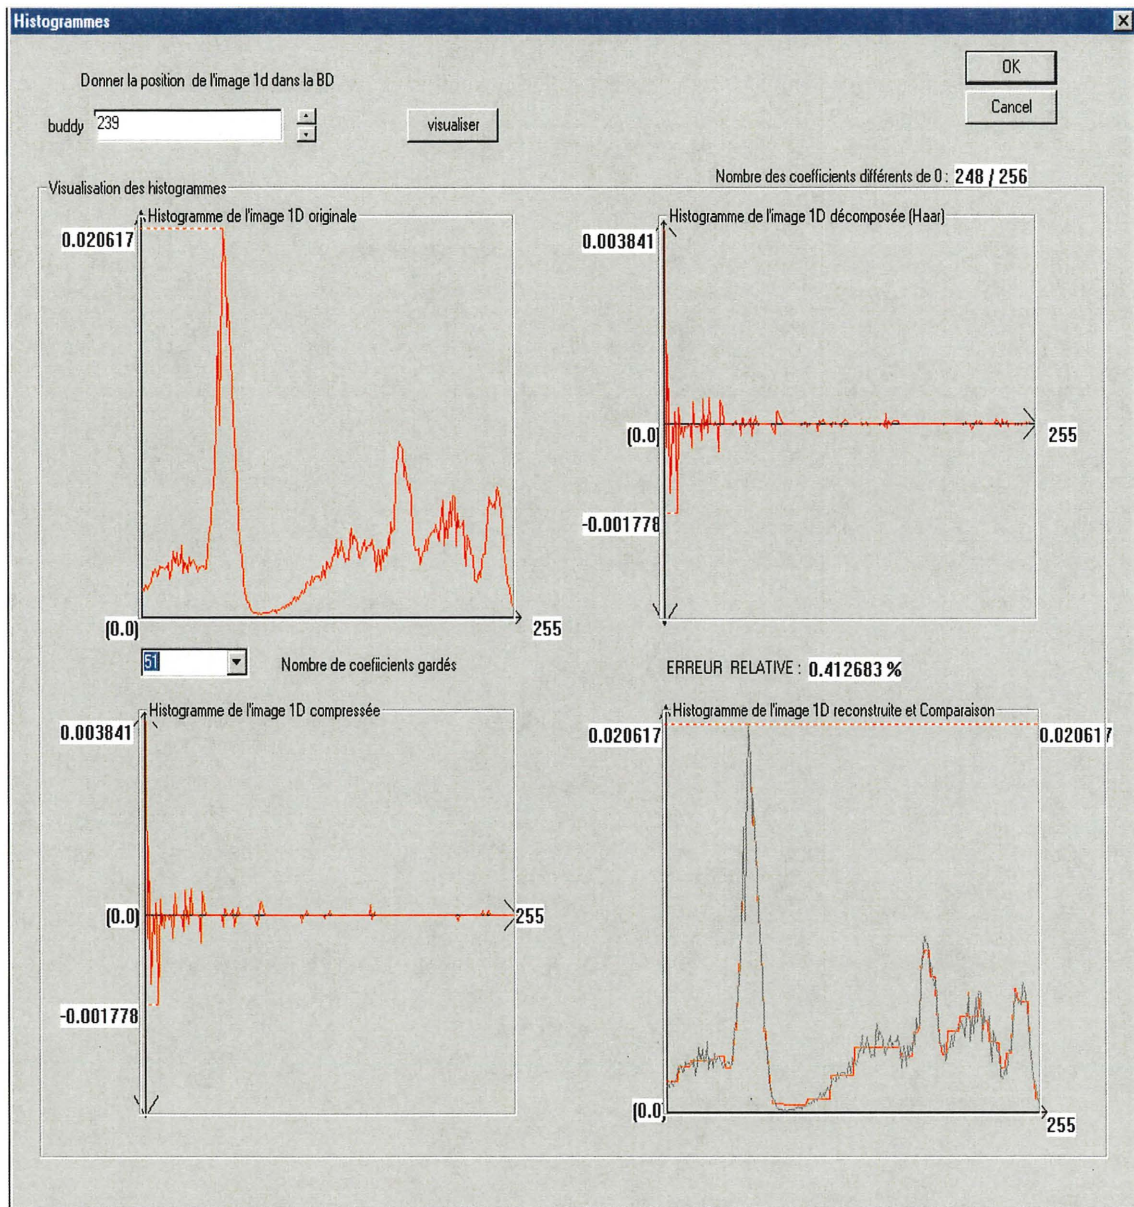 Histogrammes
OK
Donner la position de l'image 1d dans la BD
Cancel
buddy 239 visualiser
Nombre des coefficients différents de 0 : 248 / 256
Visualisation des histogrammes
Histogramme de l'image 1D originale
0.020617
(0.0)
255
Histogramme de l'image 1D décomposée (Haar)
0.003841
(0.0)
255
-0.001778
51 Nombre de coefiicients gardés
ERREUR RELATIVE : 0.412683 %
Histogramme de l'image 1D compressée
0.003841
(0.0)
255
-0.001778
Histogramme de l'image 1D reconstruite et Comparaison
0.020617
0.020617
(0.0)
255